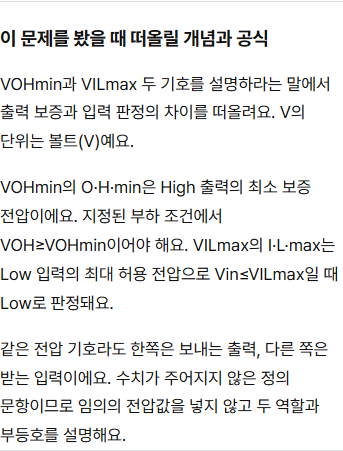 이 문제를 봤을 때 떠올릴 개념과 공식
VOHmin과 VILmax 두 기호를 설명하라는 말에서
출력 보증과 입력 판정의 차이를 떠올려요. V의
단위는 볼트(V)예요.
VOHmin의 O·H·min은 High 출력의 최소 보증
전압이에요. 지정된 부하 조건에서
VOH≥VOHmin이어야 해요. VILmax의 I·L·max는
Low 입력의 최대 허용 전압으로 Vin≤VILmax일 때
Low로 판정돼요.
같은 전압 기호라도 한쪽은 보내는 출력, 다른 쪽은
받는 입력이에요. 수치가 주어지지 않은 정의
문항이므로 임의의 전압값을 넣지 않고 두 역할과
부등호를 설명해요.